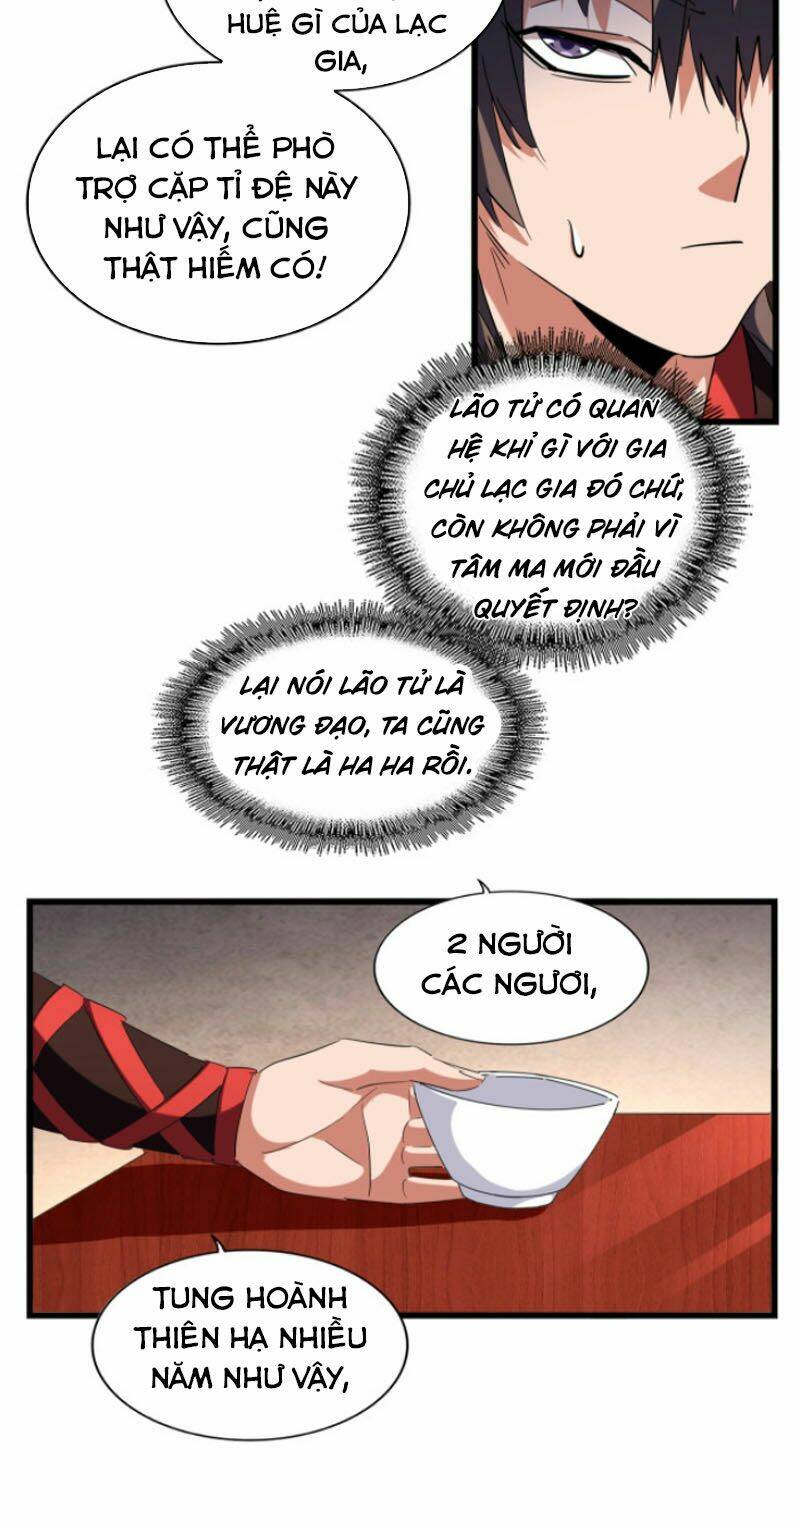 HUỆ GÌ CỦA LẠC
GIA,
LẠI CÓ THỂ PHÒ
TRỢ CẶP TỈ ĐỆ NÀY
NHƯ VẬY, CŨNG
THẬT HIẾM CÓ!
LÃO TỬ CÓ QUAN
HỆ KHỈ GÌ VỚI GIA
CHỦ LẠC GIA ĐÓ CHỨ,
CÒN KHÔNG PHẢI VÌ
TÂM MA MỚI ĐẦU
QUYẾT ĐỊNH?
LẠI NÓI LÃO TỬ LÀ
VƯƠNG ĐẠO, TA CŨNG
THẬT LÀ HA HA RỒI.
2 NGƯỜI
CÁC NGƯƠI,
TUNG HOÀNH
THIÊN HẠ NHIỀU
NĂM NHƯ VẬY,